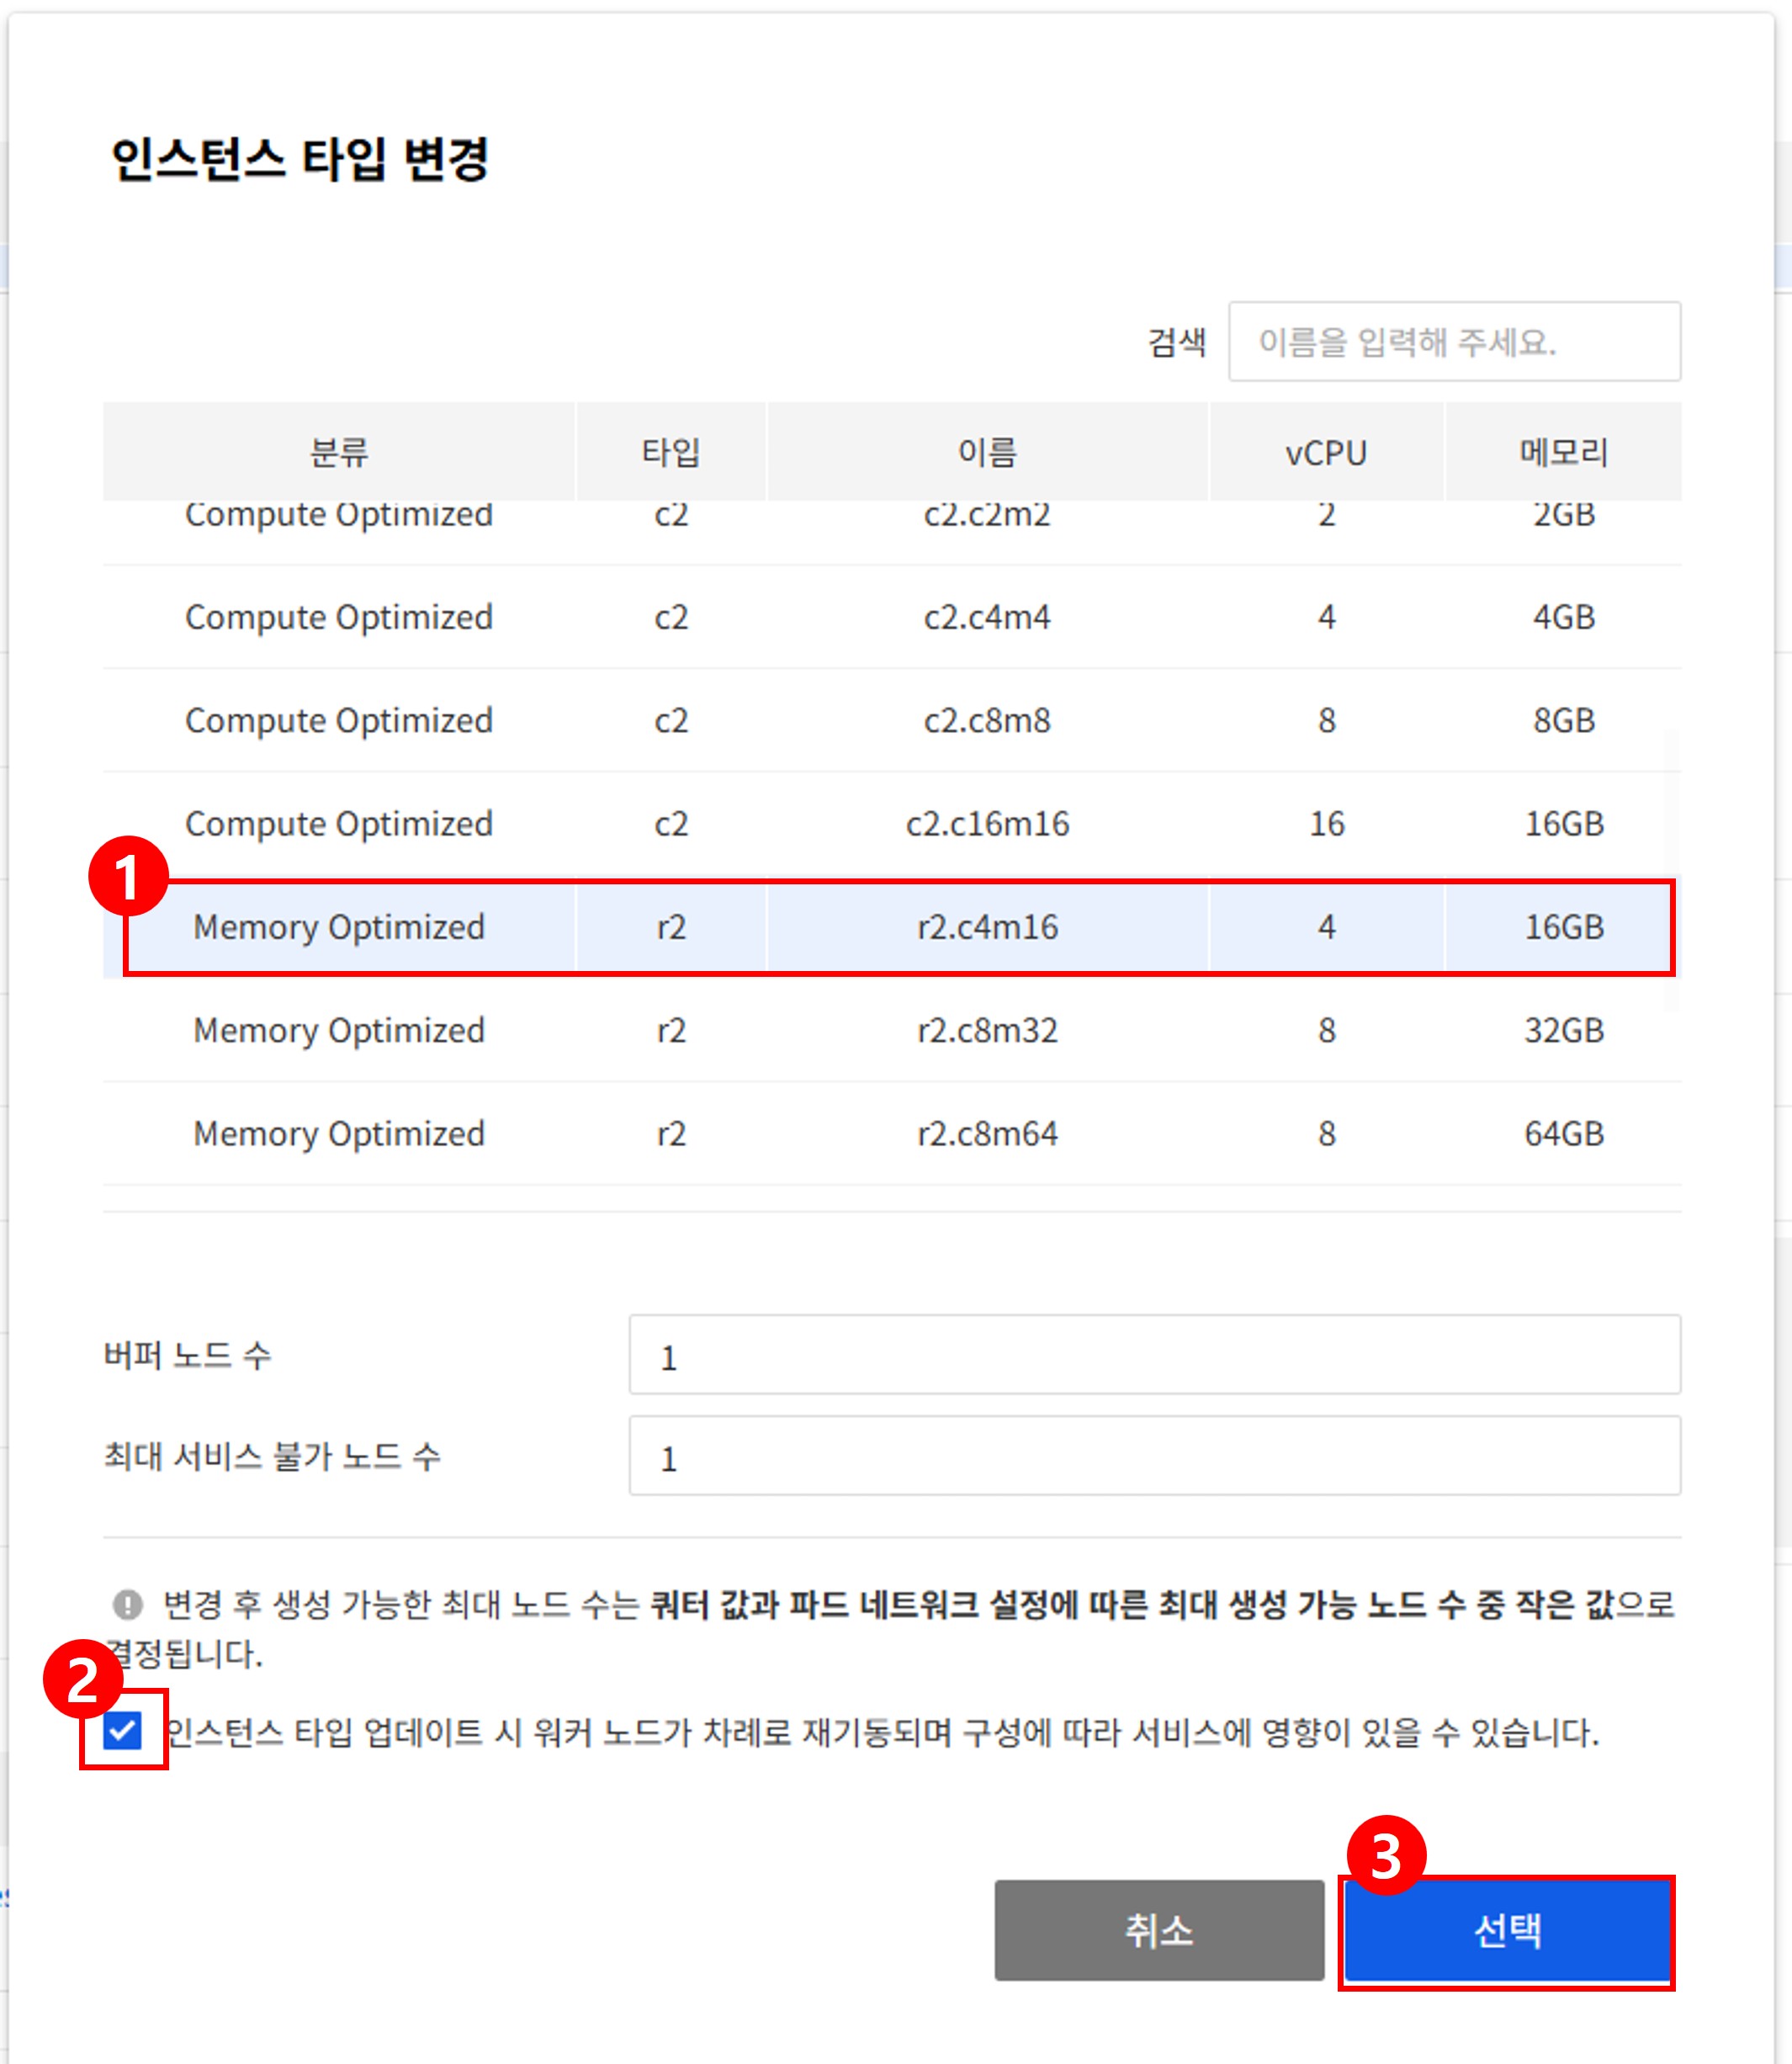 인스턴스 타입 변경
검색 이름을 입력해 주세요.
분류 타입 이름 vCPU 메모리
Compute Optimized c2 c2.c2m2 2 2GB
Compute Optimized c2 c2.c4m4 4 4GB
Compute Optimized c2 c2.c8m8 8 8GB
Compute Optimized c2 c2.c16m16 16 16GB
1
Memory Optimized r2 r2.c4m16 4 16GB
Memory Optimized r2 r2.c8m32 8 32GB
Memory Optimized r2 r2.c8m64 8 64GB
버퍼 노드 수 1
최대 서비스 불가 노드 수 1
변경 후 생성 가능한 최대 노드 수는 쿼터 값과 파드 네트워크 설정에 따른 최대 생성 가능 노드 수 중 작은 값으로
결정됩니다.
2
인스턴스 타입 업데이트 시 워커 노드가 차례로 재기동되며 구성에 따라 서비스에 영향이 있을 수 있습니다.
3
취소 선택